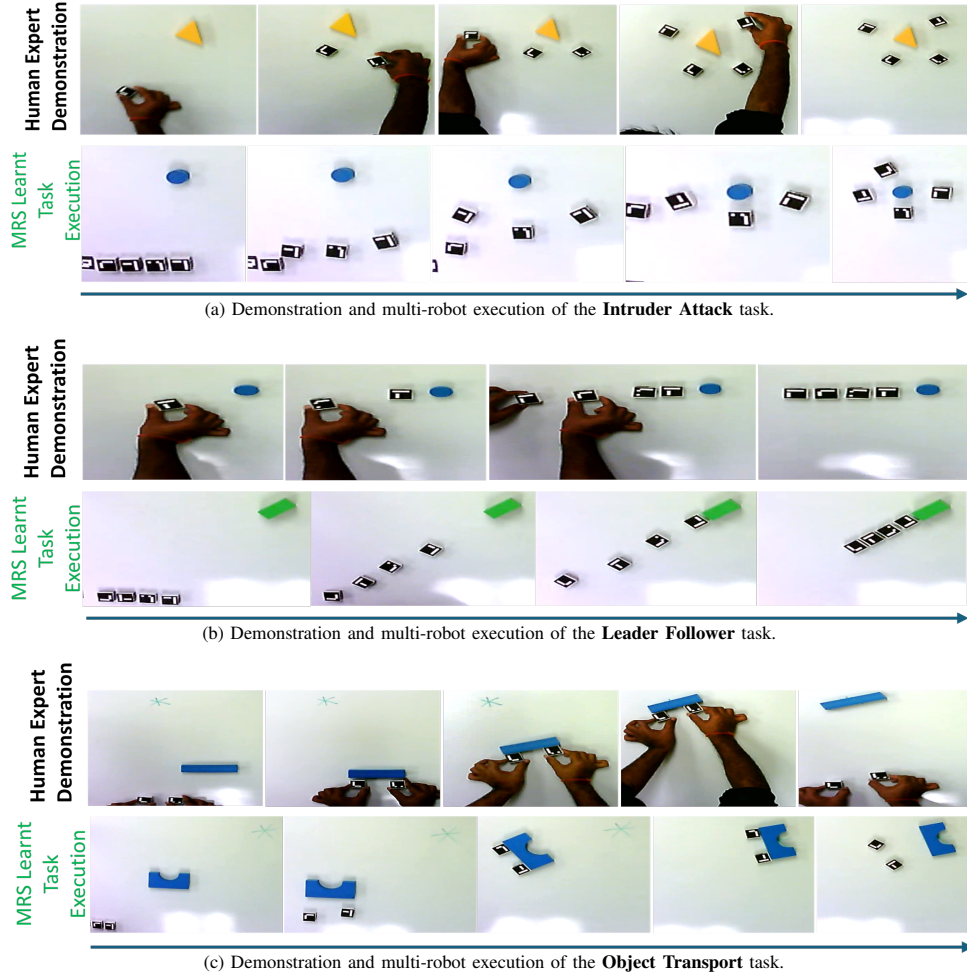 Human Expert
Demonstration
MRS Learnt
Task
Execution
(a) Demonstration and multi-robot execution of the Intruder Attack task.
Human Expert
Demonstration
MRS Learnt
Task
Execution
(b) Demonstration and multi-robot execution of the Leader Follower task.
Human Expert
Demonstration
MRS Learnt
Task
Execution
(c) Demonstration and multi-robot execution of the Object Transport task.